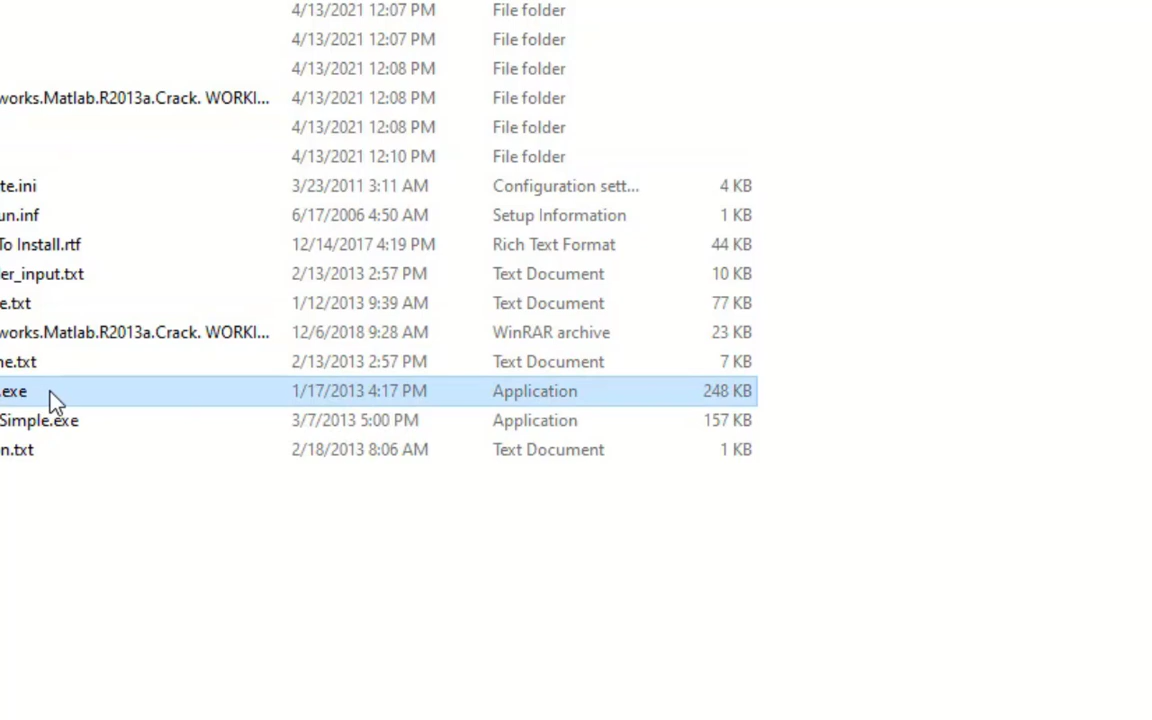 4/13/2021 12:07 PM File folder
4/13/2021 12:07 PM File folder
4/13/2021 12:08 PM File folder
works.Matlab.R2013a.Crack. WORKI... 4/13/2021 12:08 PM File folder
4/13/2021 12:08 PM File folder
4/13/2021 12:10 PM File folder
te.ini 3/23/2011 3:11 AM Configuration sett... 4 KB
un.inf 6/17/2006 4:50 AM Setup Information 1 KB
To Install.rtf 12/14/2017 4:19 PM Rich Text Format 44 KB
er_input.txt 2/13/2013 2:57 PM Text Document 10 KB
e.txt 1/12/2013 9:39 AM Text Document 77 KB
works.Matlab.R2013a.Crack. WORKI... 12/6/2018 9:28 AM WinRAR archive 23 KB
ne.txt 2/13/2013 2:57 PM Text Document 7 KB
.exe 1/17/2013 4:17 PM Application 248 KB
Simple.exe 3/7/2013 5:00 PM Application 157 KB
n.txt 2/18/2013 8:06 AM Text Document 1 KB